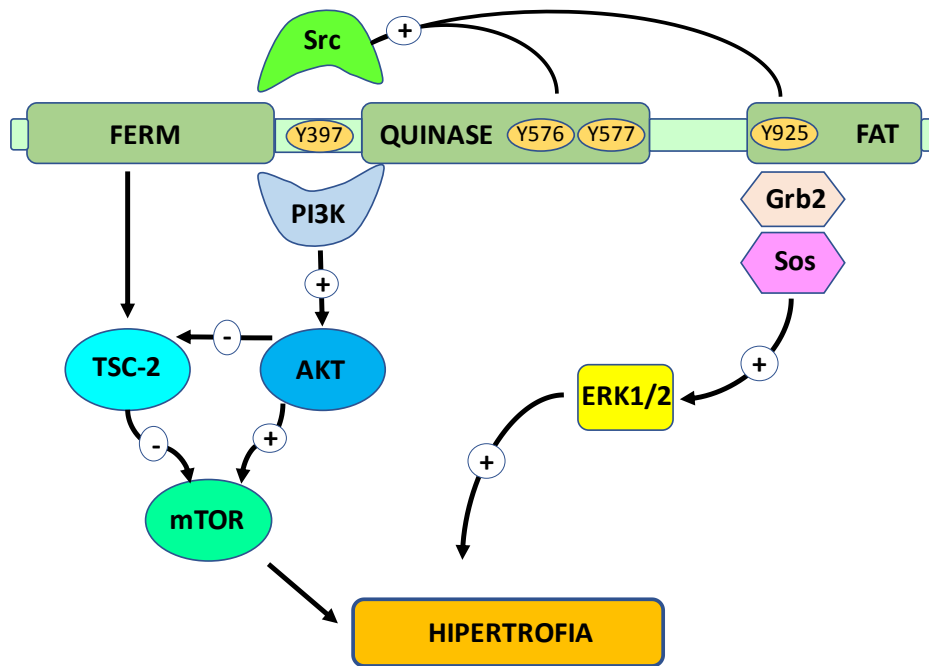 Src
+
FERM
Y397
QUINASE
Y576
Y577
Y925
FAT
PI3K
Grb2
Sos
+
-
TSC-2
AKT
+
ERK1/2
-
+
+
mTOR
HIPERTROFIA